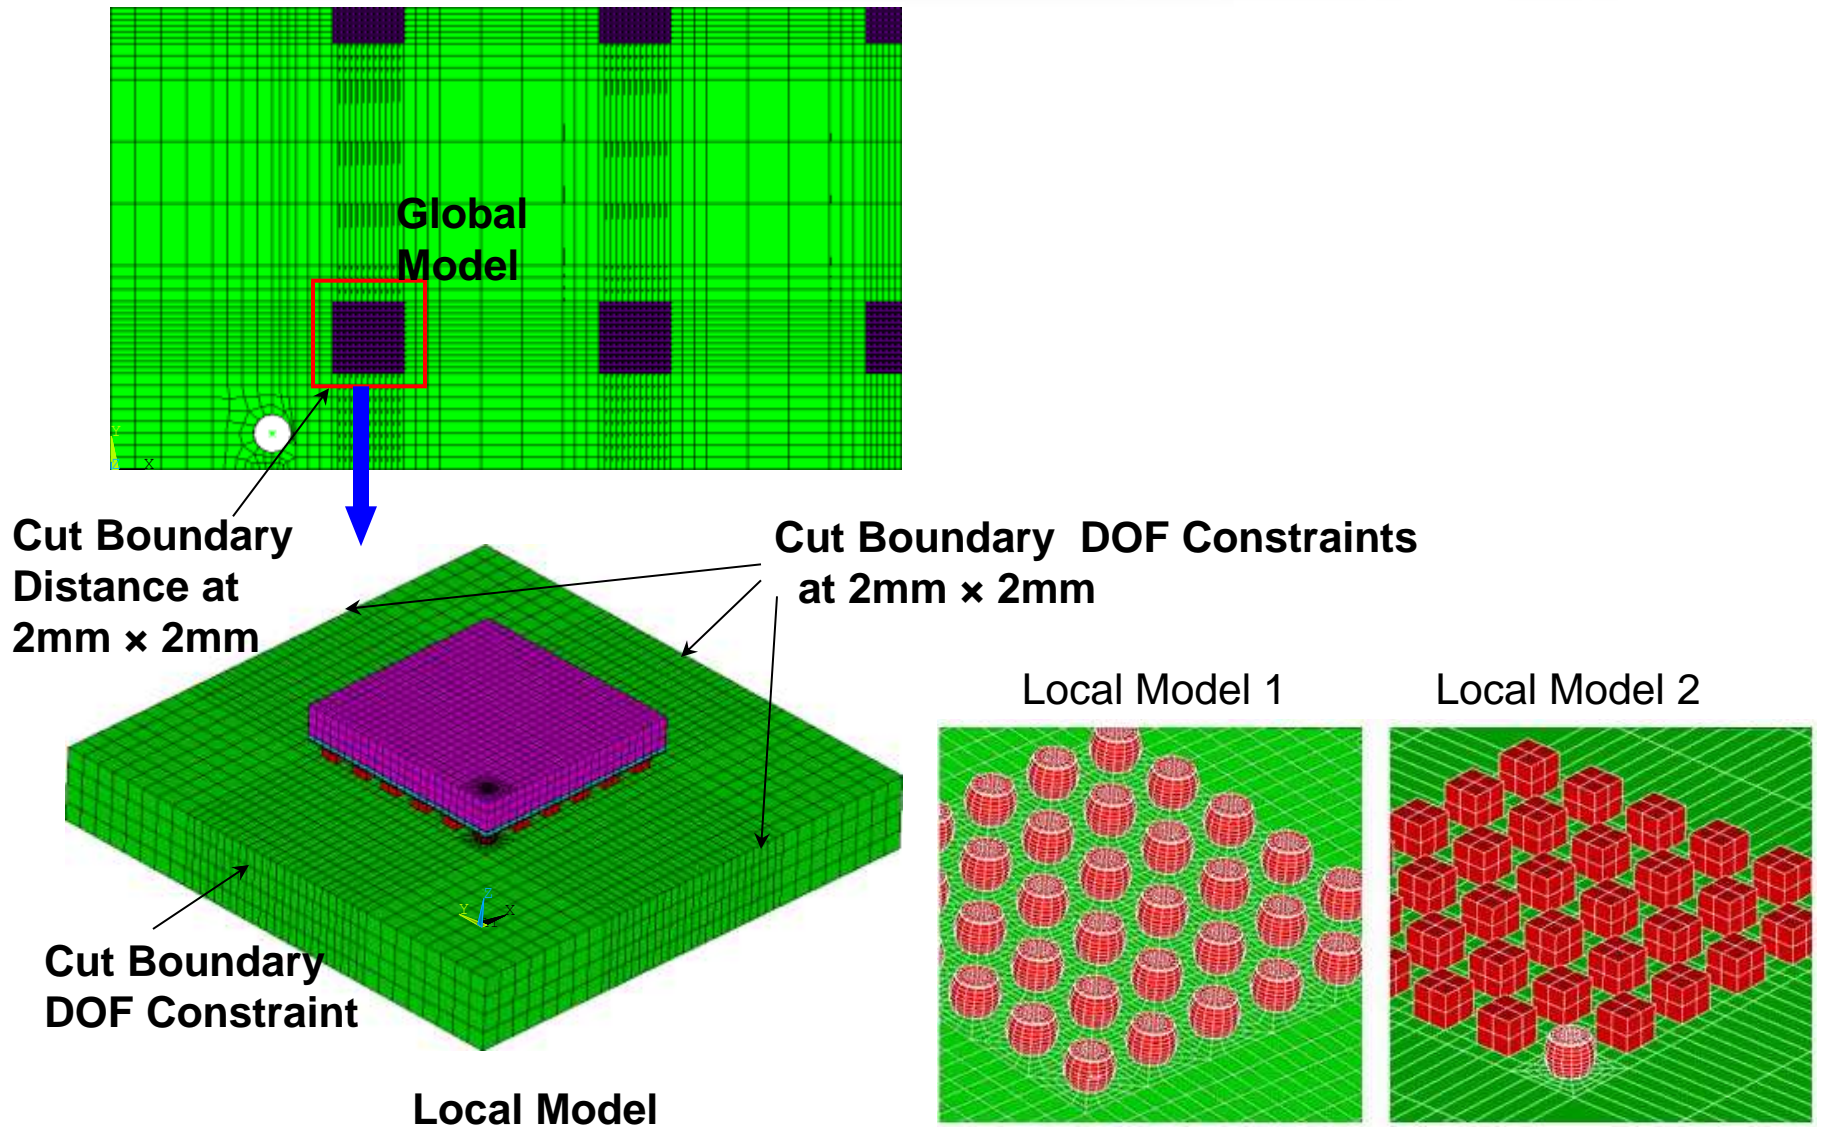 Global
Model
Y
Z X
Cut Boundary
Distance at
2mm × 2mm
Cut Boundary DOF Constraints
at 2mm × 2mm
Local Model 1
Local Model 2
Z
Y X
Cut Boundary
DOF Constraint
Local Model